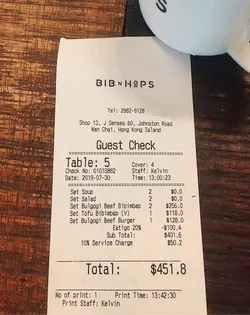 BIB N HOPS
Tel: 2882-9128
Shop 13, J Senses 60, Johnston Road
Wan Chai, Hong Kong Island
Guest Check
Table: 5 Cover: 4
Check No: 01010882 Staff: Kelvin
Date: 2019-07-30 Time: 13:00:23
Set Soup 2 $0.0
Set Salad 2 $0.0
Set Bulgogi Beef Bibimbap 2 $256.0
Set Tofu Bibimbap (V) 1 $118.0
Set Bulgogi Beef Burger 1 $128.0
Eatigo 20% -$100.4
Sub Total: $401.6
10% Service Charge $50.2
Total: $451.8
No of print: 1 Print Time: 13:42:30
Print Staff: Kelvin